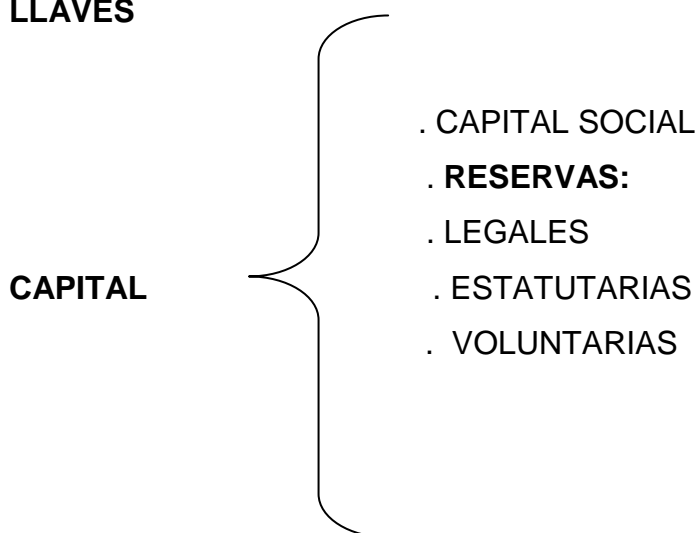 LLAVES
. CAPITAL SOCIAL
. RESERVAS:
. LEGALES
CAPITAL
. ESTATUTARIAS
. VOLUNTARIAS